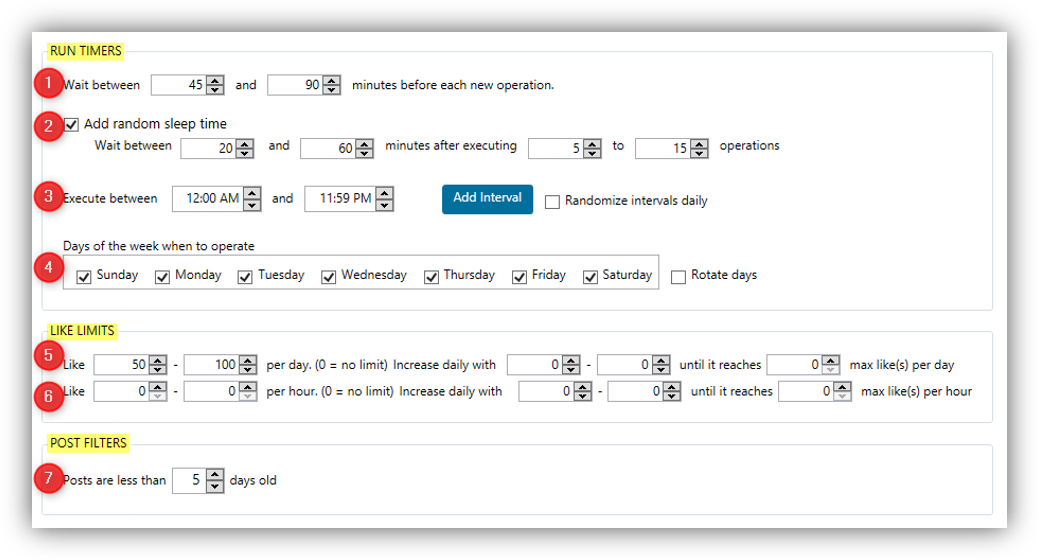 RUN TIMERS
1 Wait between 45 and 90 minutes before each new operation.
2 Add random sleep time
Wait between 20 and 60 minutes after executing 5 to 15 operations
3 Execute between 12:00 AM and 11:59 PM Add Interval Randomize intervals daily
Days of the week when to operate
4 Sunday Monday Tuesday Wednesday Thursday Friday Saturday Rotate days
LIKE LIMITS
5 Like 50 - 100 per day. (0 = no limit) Increase daily with 0 - 0 until it reaches 0 max like(s) per day
6 Like 0 - 0 per hour. (0 = no limit) Increase daily with 0 - 0 until it reaches 0 max like(s) per hour
POST FILTERS
7 Posts are less than 5 days old